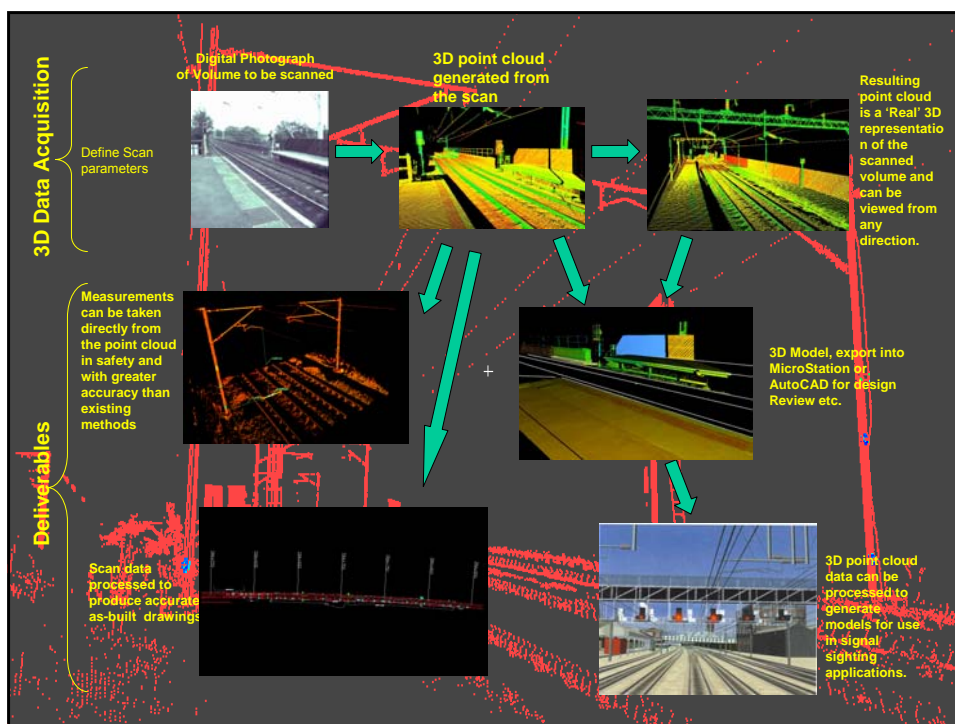 3D Data Acquisition
Digital Photograph
of Volume to be scanned
3D point cloud
generated from
the scan
Resulting
point cloud
is a ‘Real’ 3D
representatio
n of the
scanned
volume and
can be
viewed from
any
direction.
Define Scan
parameters
Deliverables
Measurements
can be taken
directly from
the point cloud
in safety and
with greater
accuracy than
existing
methods
3D Model, export into
MicroStation or
AutoCAD for design
Review etc.
Scan data
processed to
produce accurate
as-built drawings
3D point cloud
data can be
processed to
generate
models for use
in signal
sighting
applications.